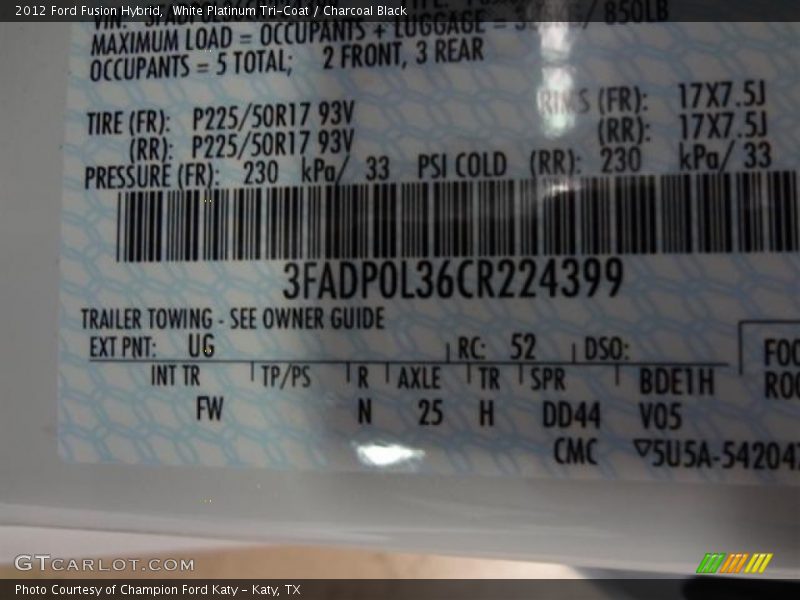 2012 Ford Fusion Hybrid, White Platinum Tri-Coat / Charcoal Black
VIN: / 850LB
MAXIMUM LOAD = OCCUPANTS + LUGGAGE =
OCCUPANTS = 5 TOTAL; 2 FRONT, 3 REAR
TIRE (FR): P225/50R17 93V RIMS (FR): 17X7.5J
(RR): P225/50R17 93V (RR): 17X7.5J
PRESSURE (FR): 230 kPa/ 33 PSI COLD (RR): 230 kPa/ 33
3FADP0L36CR224399
TRAILER TOWING - SEE OWNER GUIDE
EXT PNT: UG RC: 52 DSO: FOO
INT TR TP/PS R AXLE TR SPR BDE1H ROO
FW N 25 H DD44 V05
CMC ▽5U5A-54204
GTCARLOT.COM
Photo Courtesy of Champion Ford Katy - Katy, TX